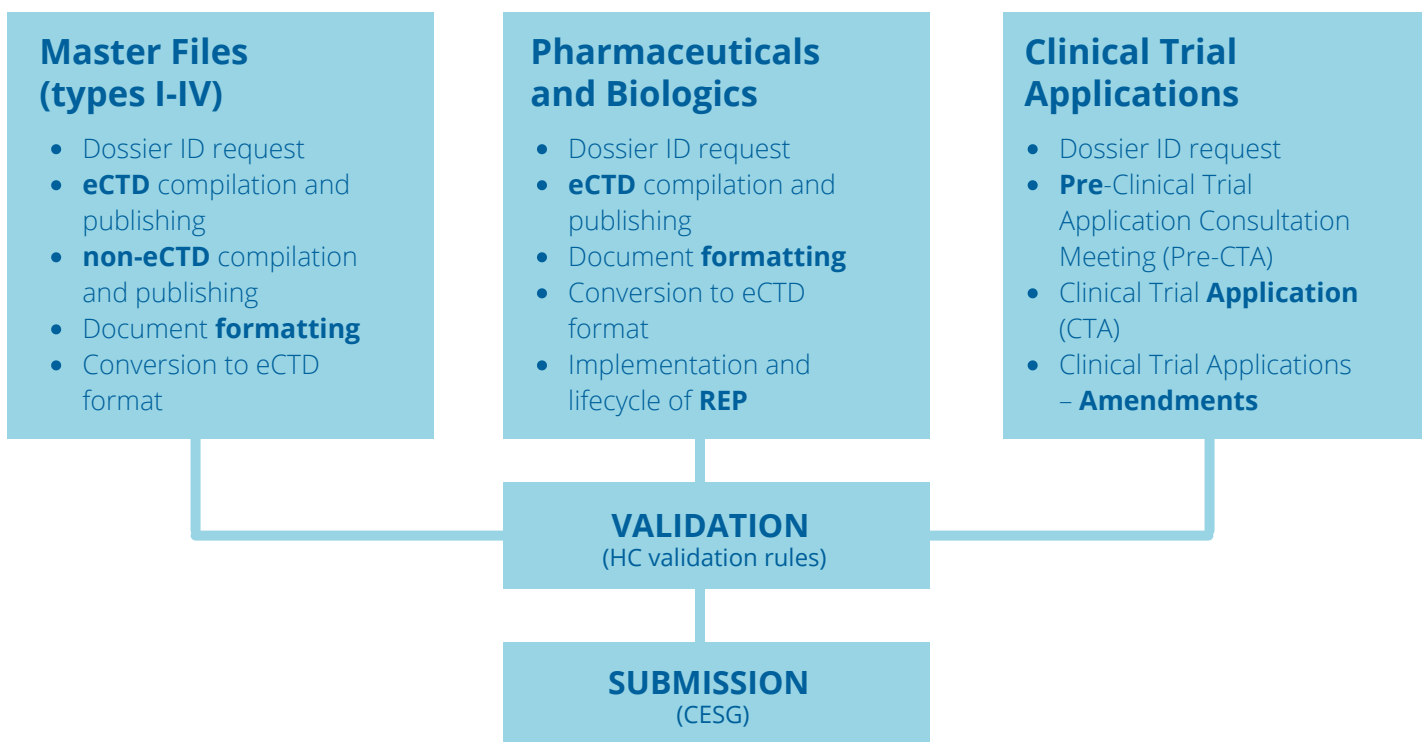 Master Files
(types I-IV)
• Dossier ID request
• eCTD compilation and
publishing
• non-eCTD compilation
and publishing
• Document formatting
• Conversion to eCTD
format
Pharmaceuticals
and Biologics
• Dossier ID request
• eCTD compilation and
publishing
• Document formatting
• Conversion to eCTD
format
• Implementation and
lifecycle of REP
Clinical Trial
Applications
• Dossier ID request
• Pre-Clinical Trial
Application Consultation
Meeting (Pre-CTA)
• Clinical Trial Application
(CTA)
• Clinical Trial Applications
– Amendments
VALIDATION
(HC validation rules)
SUBMISSION
(CESG)